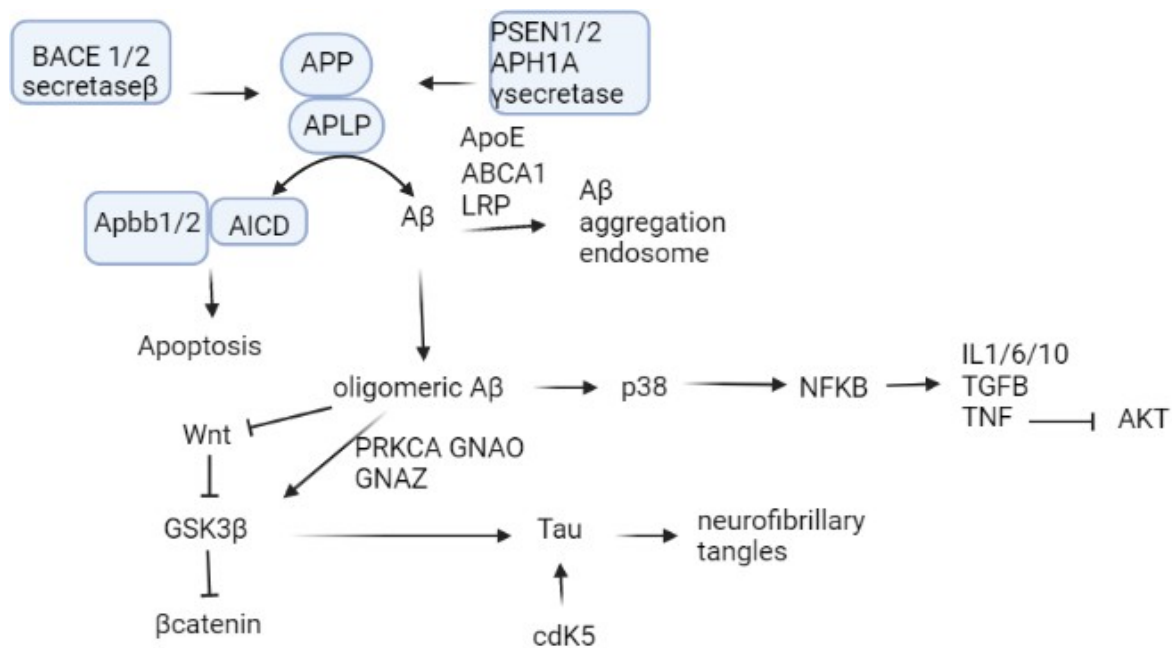 BACE 1/2
secretaseβ
APP
APLP
PSEN1/2
APH1A
γsecretase
ApoE
ABCA1
LRP
Apbb1/2
AICD
Aβ
Aβ
aggregation
endosome
Apoptosis
oligomeric Aβ
p38
NFKB
IL1/6/10
TGFB
TNF
AKT
Wnt
PRKCA GNAO
GNAZ
GSK3β
Tau
neurofibrillary
tangles
βcatenin
cdK5